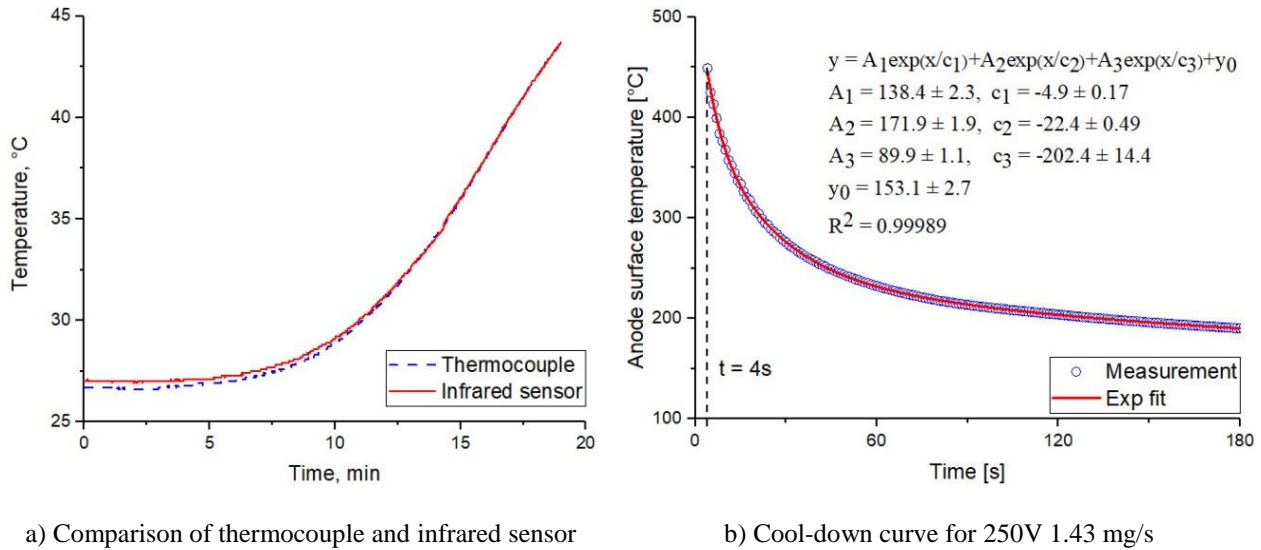 45
40
35
30
25
Temperature, °C
0
5
10
15
20
Time, min
Thermocouple
Infrared sensor
a) Comparison of thermocouple and infrared sensor
500
400
300
200
100
Anode surface temperature [°C]
y = A1exp(x/c1)+A2exp(x/c2)+A3exp(x/c3)+y0
A1 = 138.4 ± 2.3, c1 = -4.9 ± 0.17
A2 = 171.9 ± 1.9, c2 = -22.4 ± 0.49
A3 = 89.9 ± 1.1, c3 = -202.4 ± 14.4
y0 = 153.1 ± 2.7
R2 = 0.99989
t = 4s
Measurement
Exp fit
0
60
120
180
Time [s]
b) Cool-down curve for 250V 1.43 mg/s